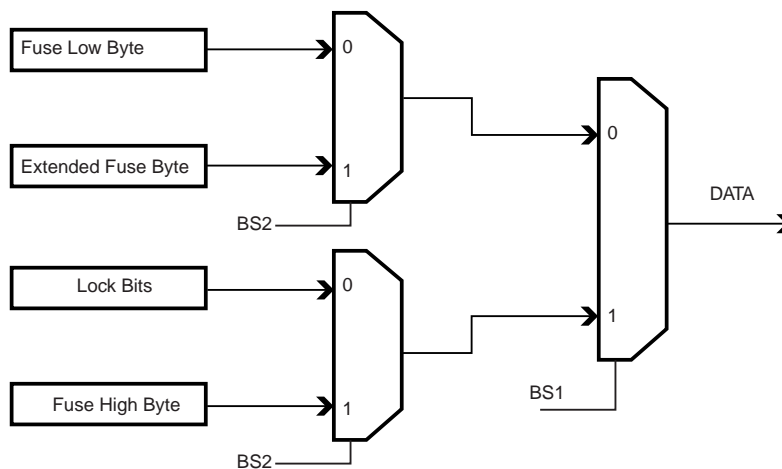 Fuse Low Byte
0
Extended Fuse Byte
1
BS2
0
DATA
Lock Bits
0
1
Fuse High Byte
1
BS1
BS2